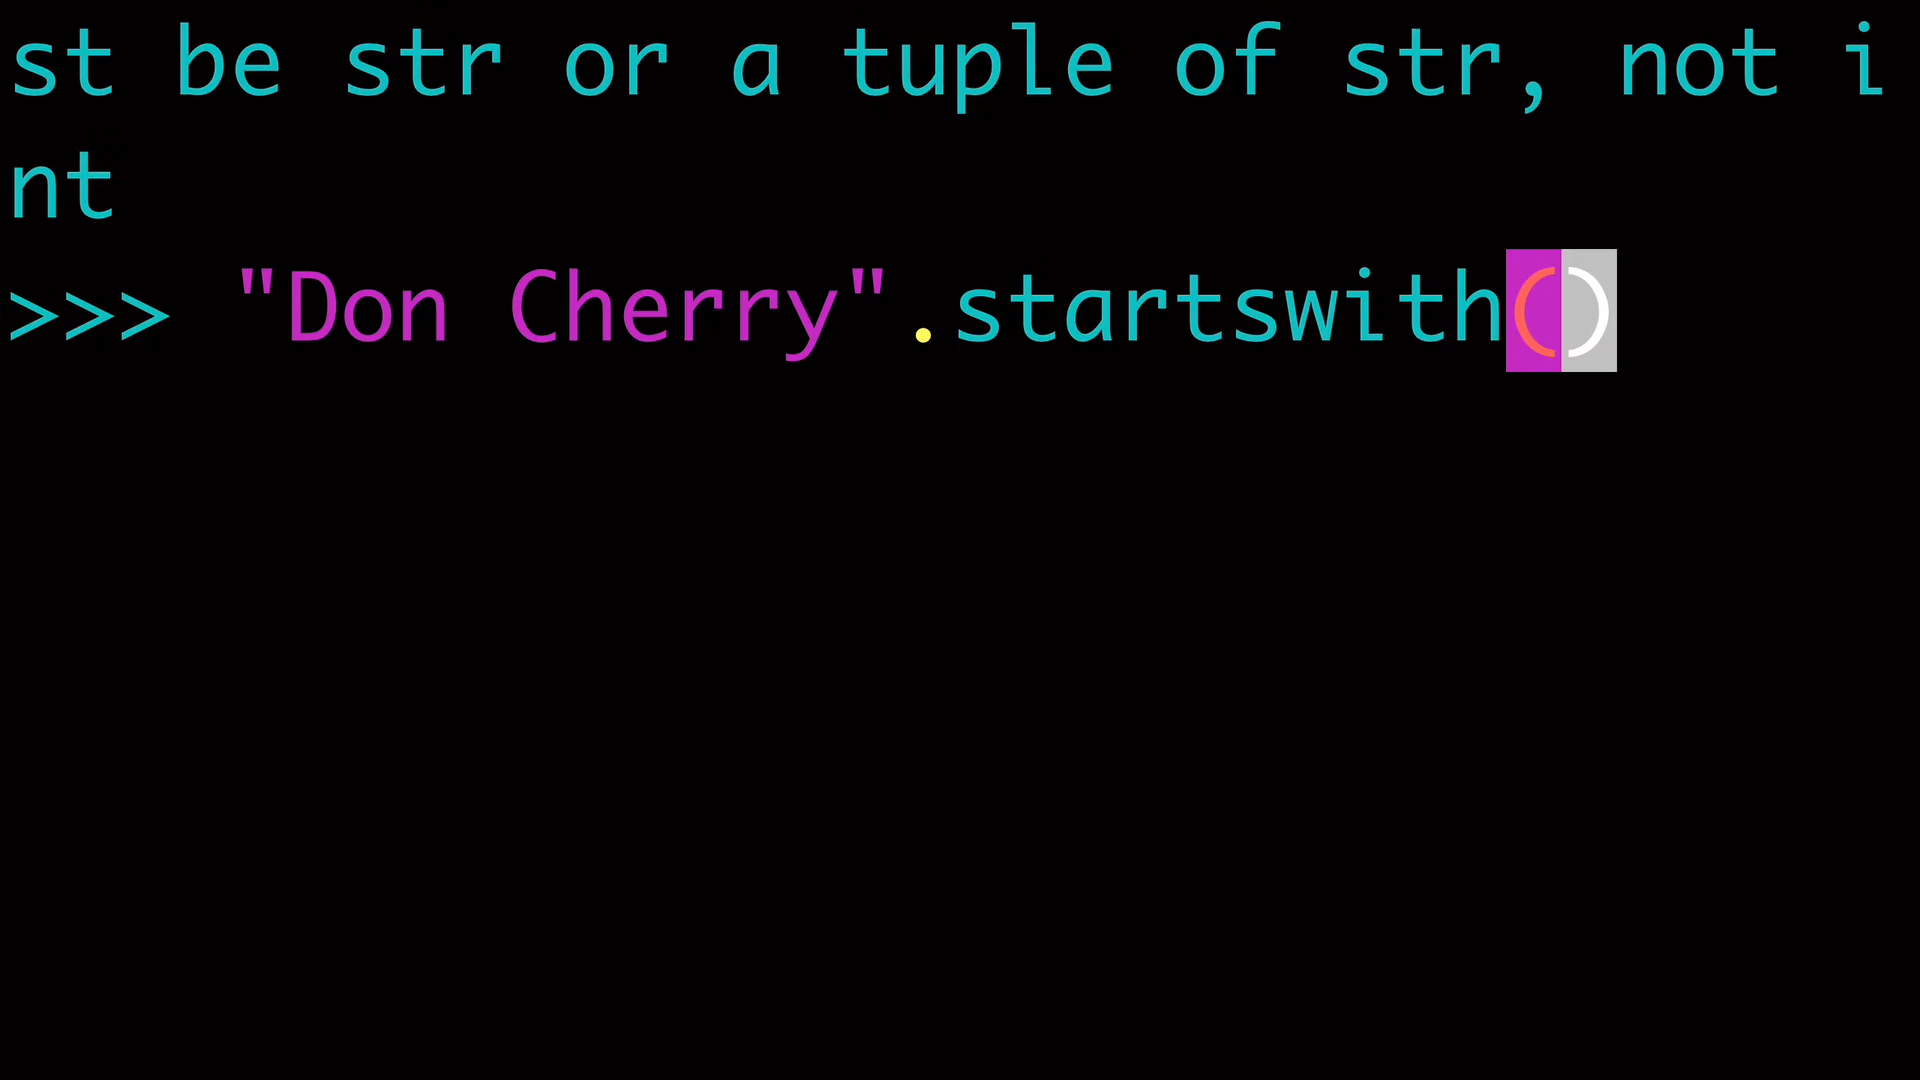 st be str or a tuple of str, not i
nt
>>> "Don Cherry".startswith()